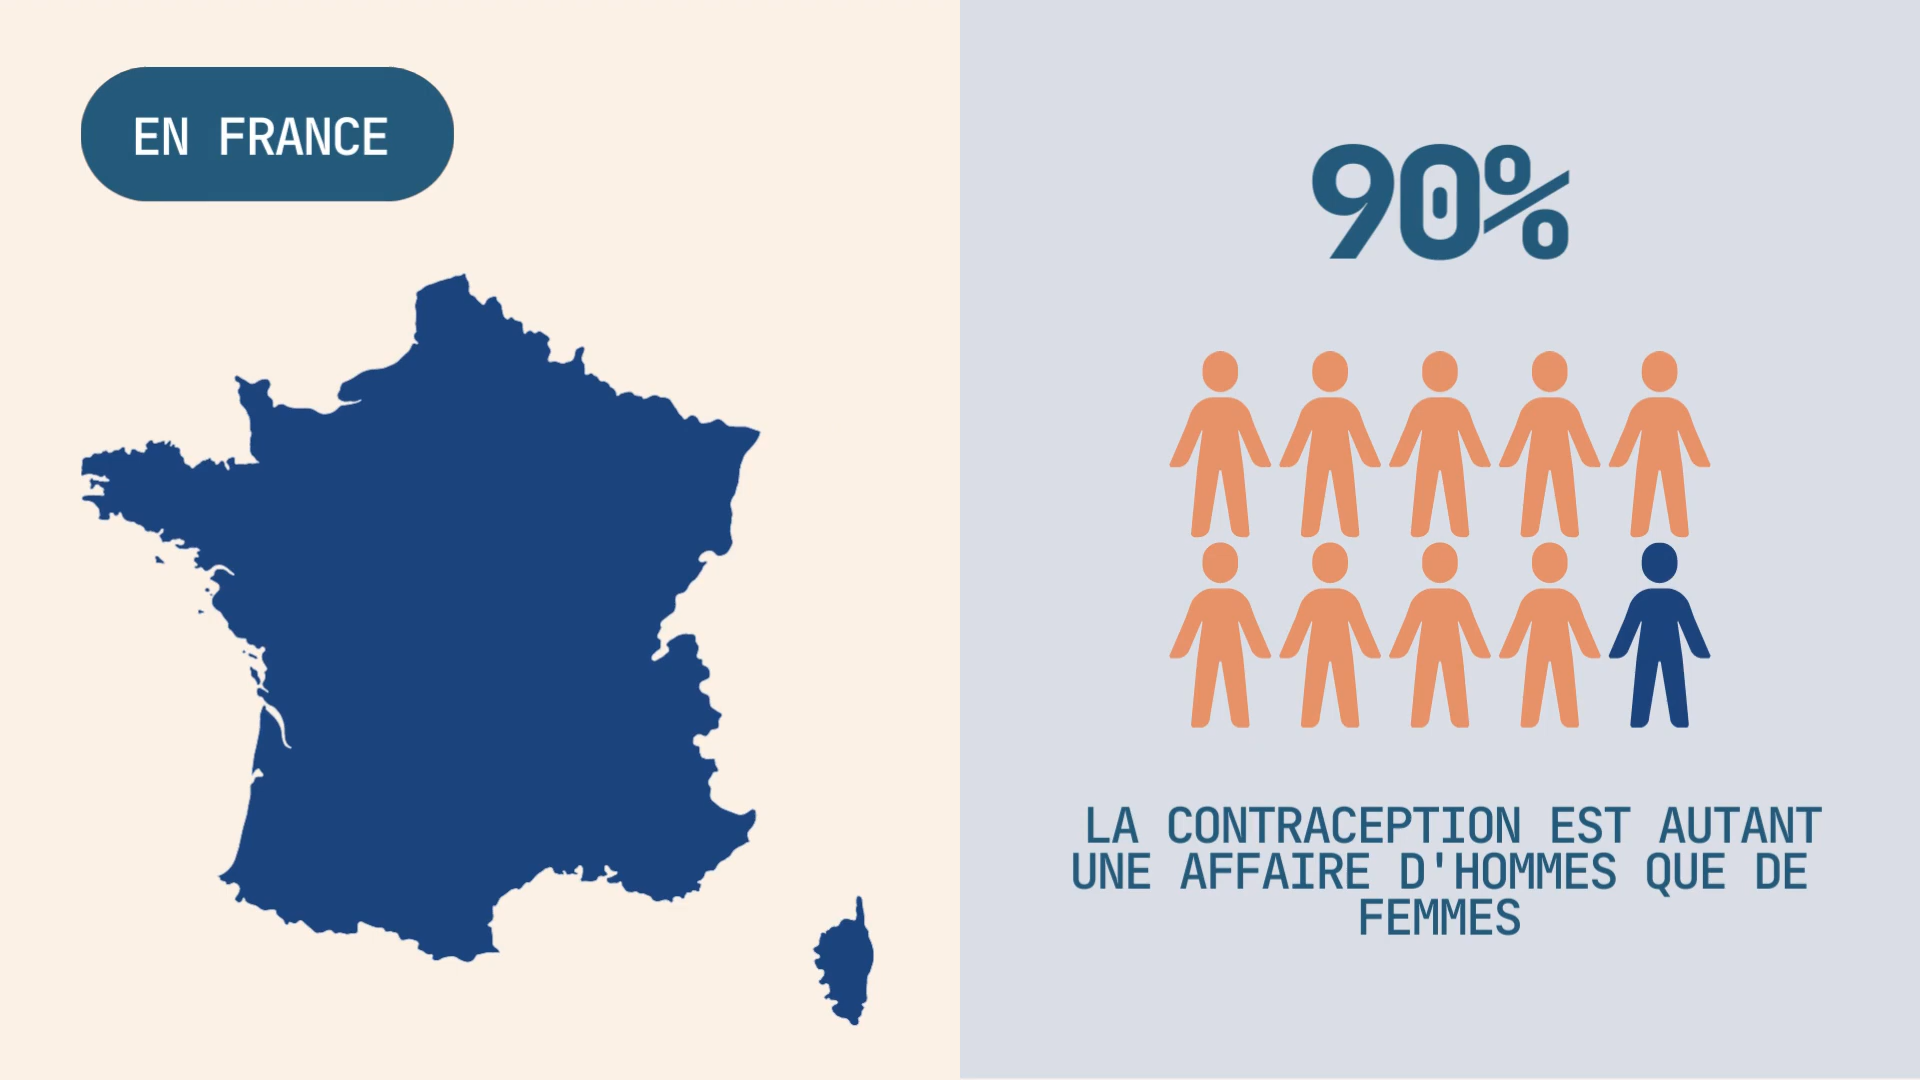 EN FRANCE
90%
LA CONTRACEPTION EST AUTANT
UNE AFFAIRE D'HOMMES QUE DE
FEMMES